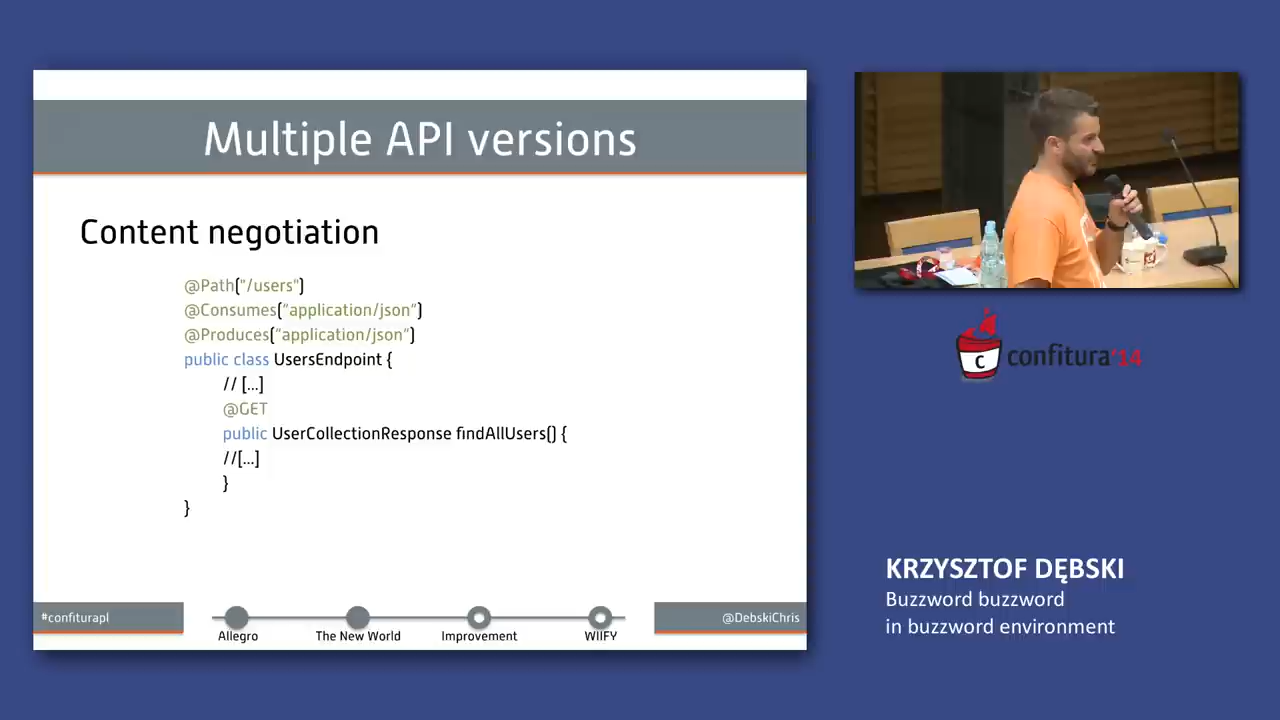 Multiple API versions
Content negotiation
@Path("/users")
@Consumes("application/json")
@Produces("application/json")
public class UsersEndpoint {
// [...]
@GET
public UserCollectionResponse findAllUsers() {
//[...]
}
}
#confiturapl
Allegro
The New World
Improvement
WIIFY
@DebskiChris
C
confitura'14
KRZYSZTOF DĘBSKI
Buzzword buzzword
in buzzword environment